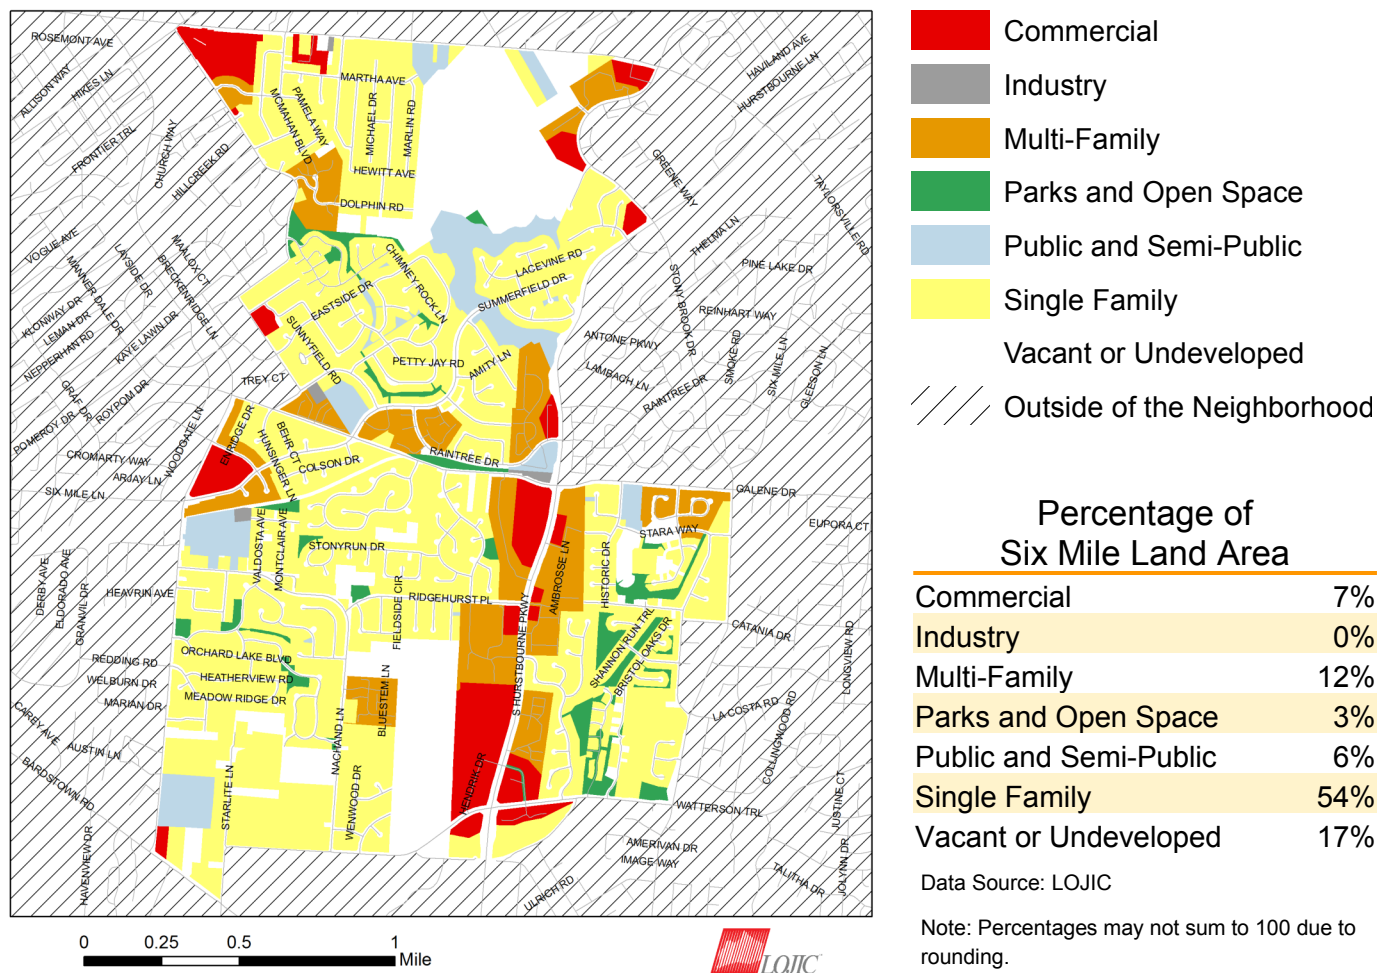 ROSEMONT AVE
ALLISON WAY
HIKES LN
FRONTIER TRL
CHURCH WAY
HILLCREEK RD
MARTHA AVE
PAMELA WAY
MCMAHAN BLVD
MICHAEL DR
MARLIN RD
HEWITT AVE
DOLPHIN RD
HAVILAND AVE
HURSTBOURNE LN
GREENE WAY
TAYLORSVILLE RD
THELMA LN
PINE LAKE DR
STONY BROOK DR
REINHART WAY
SMOKE RD
SIX MILE LN
GLEESON LN
ANTONE PKWY
LAMBACH LN
RAINTREE DR
VOGUE AVE
MANNER DALE DR
LAYSIDE DR
MAALOX CT
BRECKENRIDGE LN
KLONWAY DR
LEMAN DR
NEPPERHAN RD
KAYE LAWN DR
GRAF DR
ROYPOM DR
POMEROY DR
TREY CT
WOODGATE LN
CROMARTY WAY
ARJAY LN
SIX MILE LN
CHIMNEY ROCK LN
EASTSIDE DR
SUNNYFIELD RD
LACEVINE RD
SUMMERFIELD DR
PETTY JAY RD
AMITY LN
ENRIDGE DR
HUNSINGER LN
BEHR CT
COLSON DR
RAINTREE DR
GALENE DR
EUPORA CT
STARA WAY
VALDOSTA AVE
MONTCLAIR AVE
STONYRUN DR
FIELDSIDE CIR
RIDGEHURST PL
AMBROSSE LN
HISTORIC DR
S HURSTBOURNE PKWY
SHANNON RUN TRL
BRISTOL OAKS DR
CATANIA DR
LONGVIEW RD
LA COSTA RD
COLLINGWOOD RD
DERBY AVE
ELDORADO AVE
GRANVIL DR
HEAVRIN AVE
REDDING RD
WELBURN DR
MARIAN DR
CAREY AVE
AUSTIN LN
BARDSTOWN RD
HAVENVIEW DR
ORCHARD LAKE BLVD
HEATHERVIEW RD
MEADOW RIDGE DR
BLUESTEM LN
NACHAND LN
WENWOOD DR
STARLITE LN
HENDRIK DR
WATTERSON TRL
AMERIVAN DR
IMAGE WAY
ULRICH RD
TALITHA DR
JUSTINE CT
JOLYNN DR
0 0.25 0.5 1
Mile
LOJIC
Commercial
Industry
Multi-Family
Parks and Open Space
Public and Semi-Public
Single Family
Vacant or Undeveloped
Outside of the Neighborhood
Percentage of
Six Mile Land Area
Commercial 7%
Industry 0%
Multi-Family 12%
Parks and Open Space 3%
Public and Semi-Public 6%
Single Family 54%
Vacant or Undeveloped 17%
Data Source: LOJIC
Note: Percentages may not sum to 100 due to
rounding.